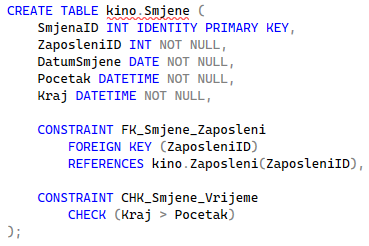 CREATE TABLE kino.Smjene (
    SmjenaID INT IDENTITY PRIMARY KEY,
    ZaposleniID INT NOT NULL,
    DatumSmjene DATE NOT NULL,
    Pocetak DATETIME NOT NULL,
    Kraj DATETIME NOT NULL,

    CONSTRAINT FK_Smjene_Zaposleni
        FOREIGN KEY (ZaposleniID)
        REFERENCES kino.Zaposleni(ZaposleniID),

    CONSTRAINT CHK_Smjene_Vrijeme
        CHECK (Kraj > Pocetak)
);